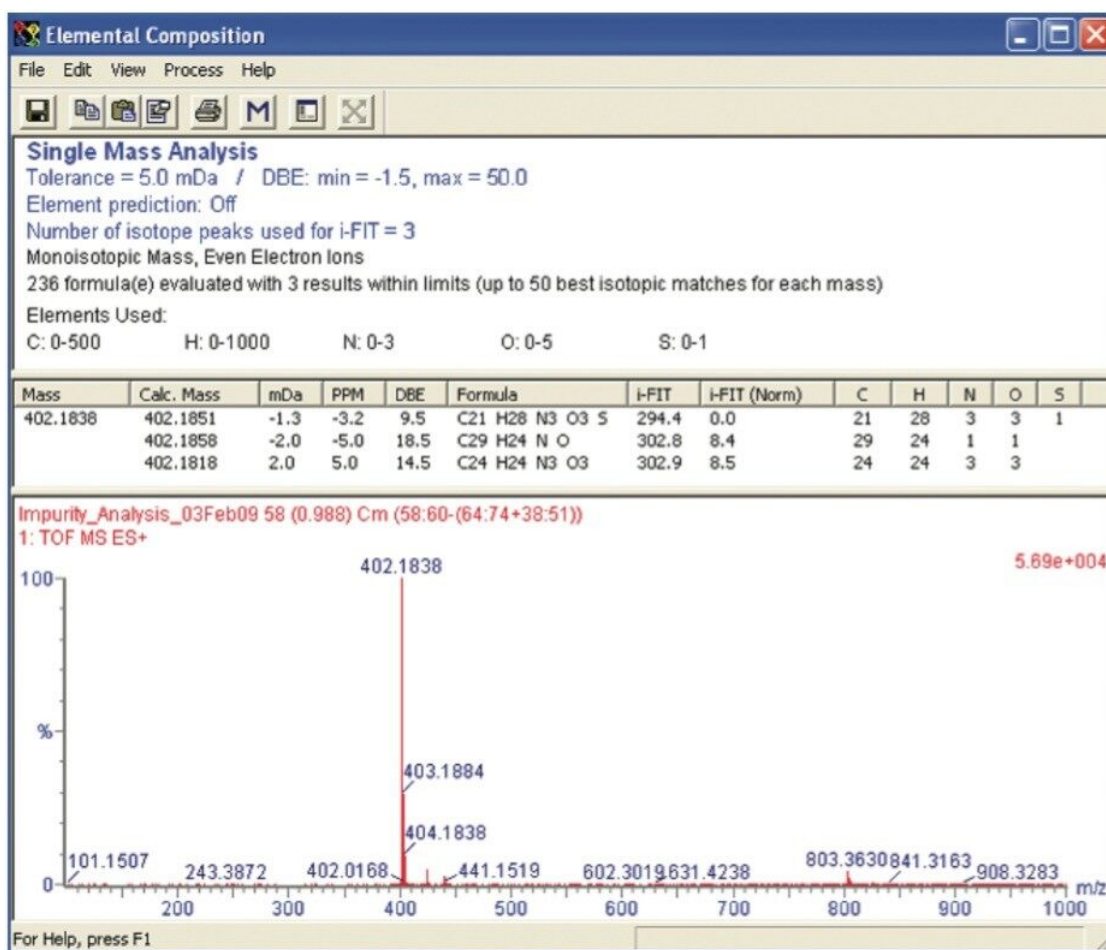 Elemental Composition
File Edit View Process Help
M
Single Mass Analysis
Tolerance = 5.0 mDa / DBE: min = -1.5, max = 50.0
Element prediction: Off
Number of isotope peaks used for i-FIT = 3
Monoisotopic Mass, Even Electron Ions
236 formula(e) evaluated with 3 results within limits (up to 50 best isotopic matches for each mass)
Elements Used:
C: 0-500 H: 0-1000 N: 0-3 O: 0-5 S: 0-1
Mass Calc. Mass mDa PPM DBE Formula i-FIT i-FIT (Norm) C H N O S
402.1838 402.1851 -1.3 -3.2 9.5 C21 H28 N3 O3 S 294.4 0.0 21 28 3 3 1
402.1858 -2.0 -5.0 18.5 C29 H24 N O 302.8 8.4 29 24 1 1
402.1818 2.0 5.0 14.5 C24 H24 N3 O3 302.9 8.5 24 24 3 3
Impurity_Analysis_03Feb09 58 (0.988) Cm (58:60-(64:74+38:51))
1: TOF MS ES+
5.69e+004
402.1838
100
%
403.1884
404.1838
101.1507 243.3872 402.0168 441.1519 602.3019 631.4238 803.3630 841.3163 908.3283
0
m/z
200 300 400 500 600 700 800 900 1000
For Help, press F1